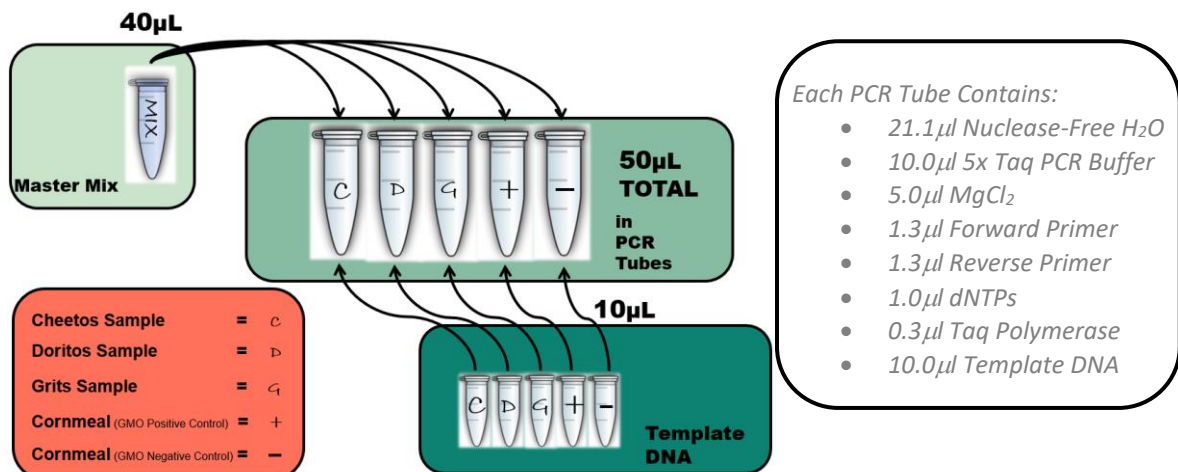 40µL
MIX
Master Mix
C D G + −
50µL
TOTAL
in
PCR
Tubes
10µL
C D G + −
Template
DNA
Cheetos Sample = C
Doritos Sample = D
Grits Sample = G
Cornmeal (GMO Positive Control) = +
Cornmeal (GMO Negative Control) = −
Each PCR Tube Contains:
• 21.1µl Nuclease-Free H₂O
• 10.0µl 5x Taq PCR Buffer
• 5.0µl MgCl₂
• 1.3µl Forward Primer
• 1.3µl Reverse Primer
• 1.0µl dNTPs
• 0.3µl Taq Polymerase
• 10.0µl Template DNA